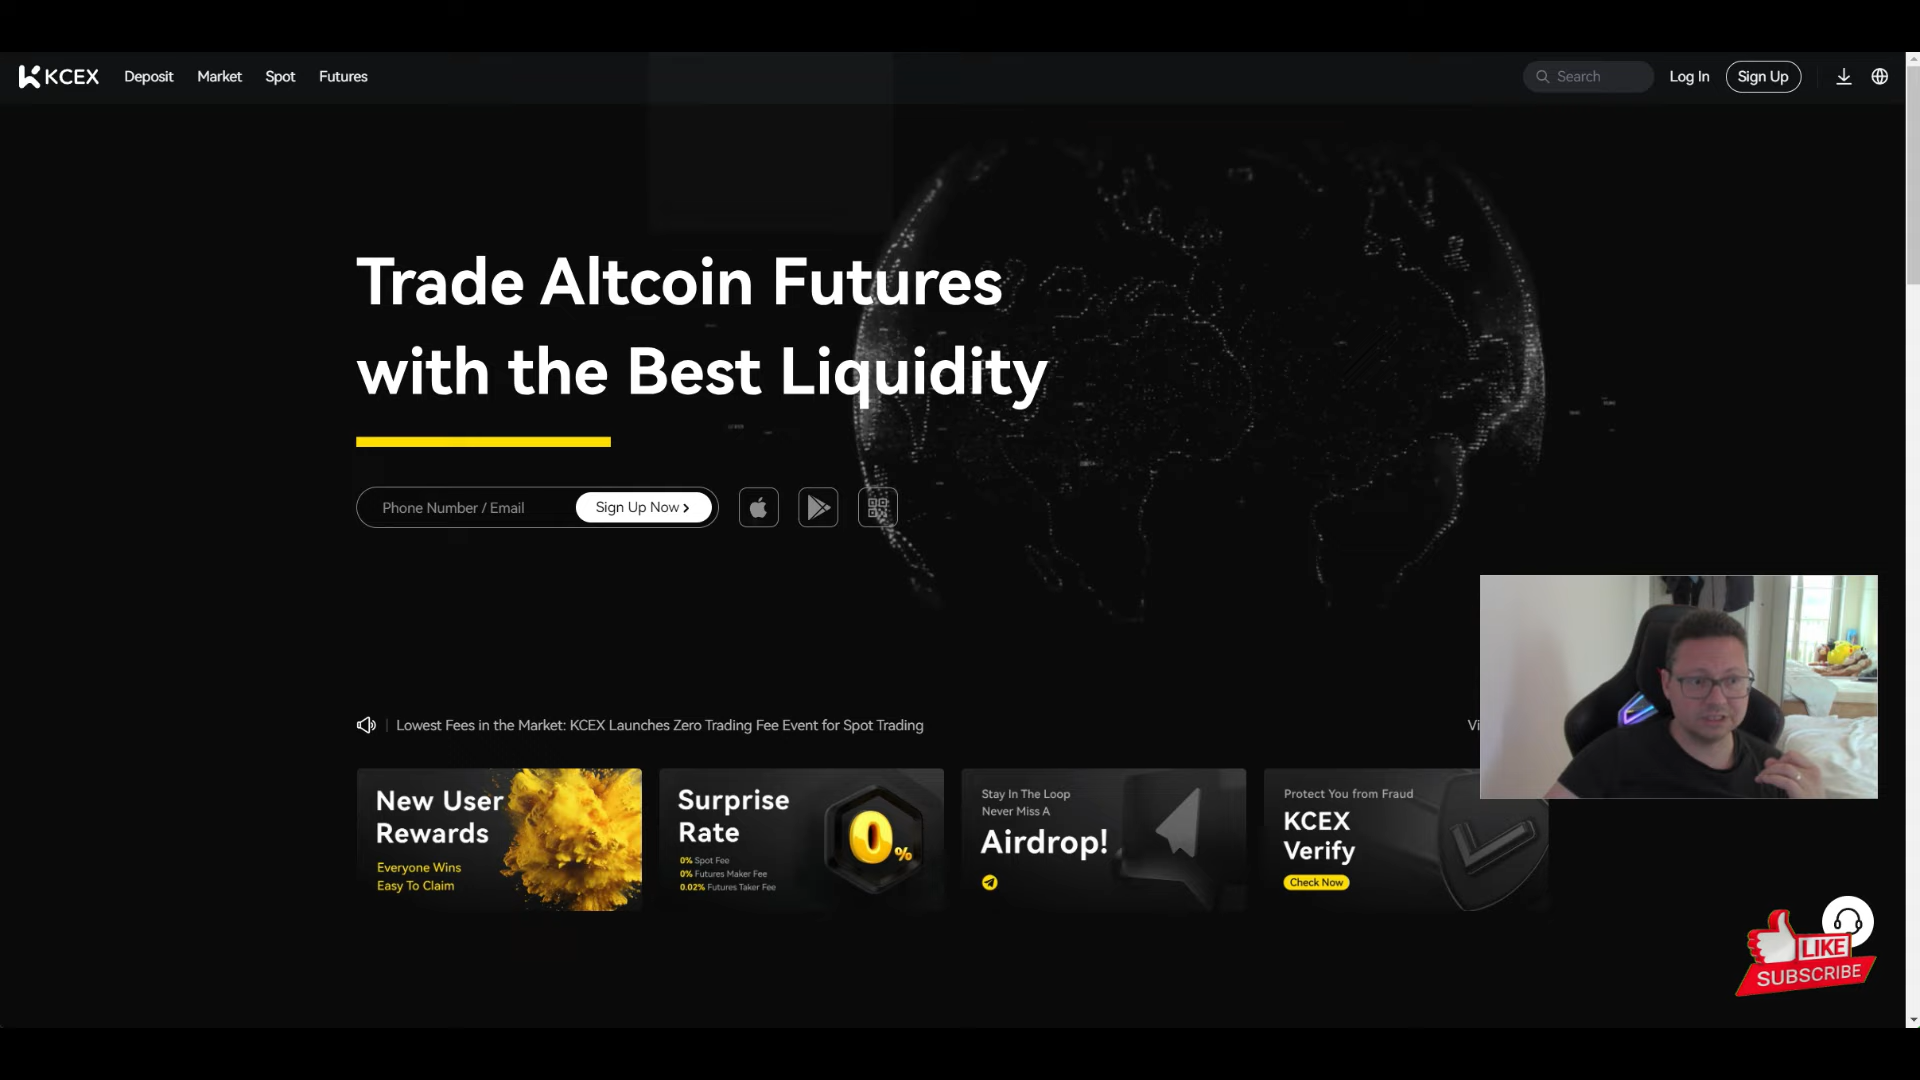 KCEX
Deposit
Market
Spot
Futures
Search
Log In
Sign Up
Trade Altcoin Futures
with the Best Liquidity
Phone Number / Email
Sign Up Now
Lowest Fees in the Market: KCEX Launches Zero Trading Fee Event for Spot Trading
Vi
New User
Rewards
Everyone Wins
Easy To Claim
Surprise
Rate
0% Spot Fee
0% Futures Maker Fee
0.02% Futures Taker Fee
0%
Stay In The Loop
Never Miss A
Airdrop!
Protect You from Fraud
KCEX
Verify
Check Now
LIKE
SUBSCRIBE